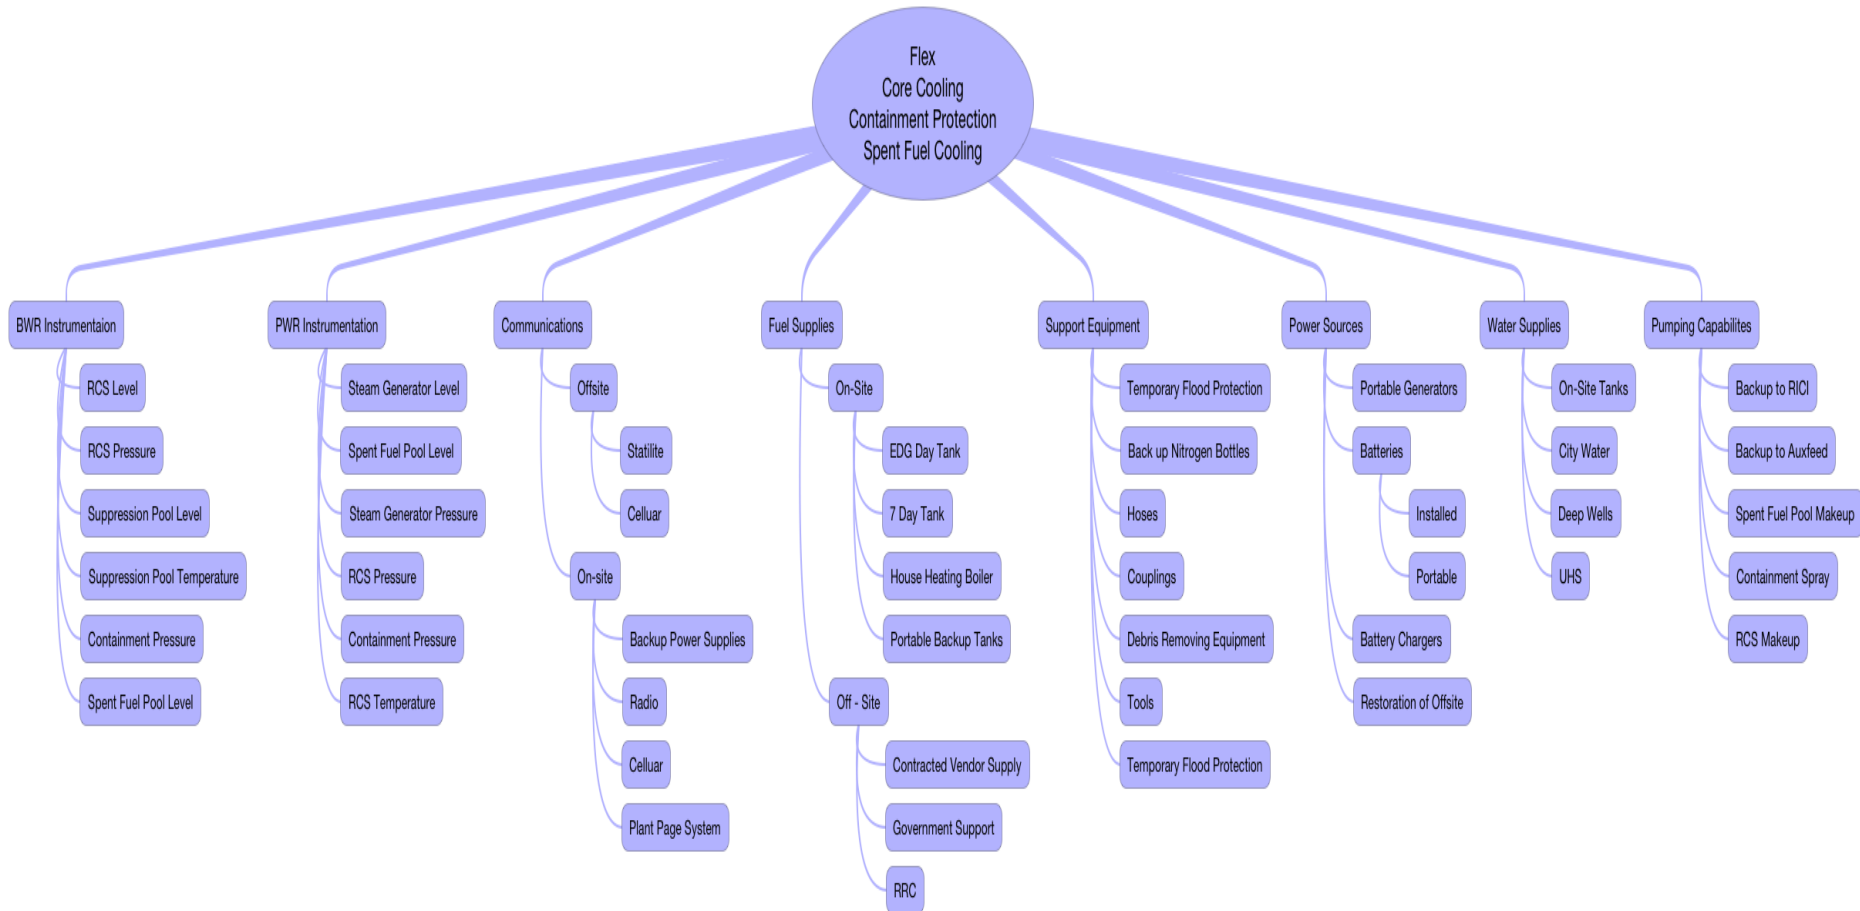 Flex
Core Cooling
Containment Protection
Spent Fuel Cooling
BWR Instrumentaion
RCS Level
RCS Pressure
Suppression Pool Level
Suppression Pool Temperature
Containment Pressure
Spent Fuel Pool Level
PWR Instrumentation
Steam Generator Level
Spent Fuel Pool Level
Steam Generator Pressure
RCS Pressure
Containment Pressure
RCS Temperature
Communications
Offsite
Statilite
Celluar
On-site
Backup Power Supplies
Radio
Celluar
Plant Page System
Fuel Supplies
On-Site
EDG Day Tank
7 Day Tank
House Heating Boiler
Portable Backup Tanks
Off - Site
Contracted Vendor Supply
Government Support
RRC
Support Equipment
Temporary Flood Protection
Back up Nitrogen Bottles
Hoses
Couplings
Debris Removing Equipment
Tools
Temporary Flood Protection
Power Sources
Portable Generators
Batteries
Installed
Portable
Battery Chargers
Restoration of Offsite
Water Supplies
On-Site Tanks
City Water
Deep Wells
UHS
Pumping Capabilites
Backup to RICI
Backup to Auxfeed
Spent Fuel Pool Makeup
Containment Spray
RCS Makeup